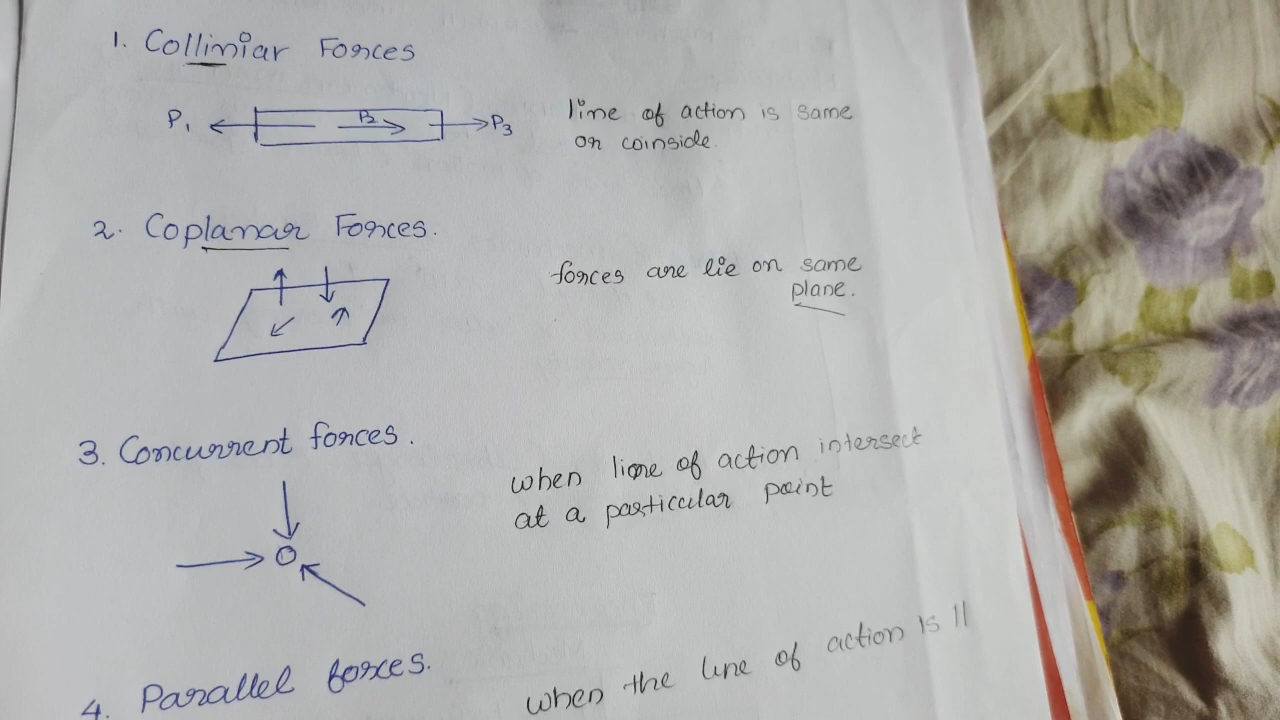 1. Colliniar Forces
P1 P2 P3
line of action is same
or coinside.
2. Coplanar Forces.
forces are lie on same
plane.
3. Concurrent forces.
when line of action intersect
at a particular point
4. Parallel forces.
when the line of action is ||